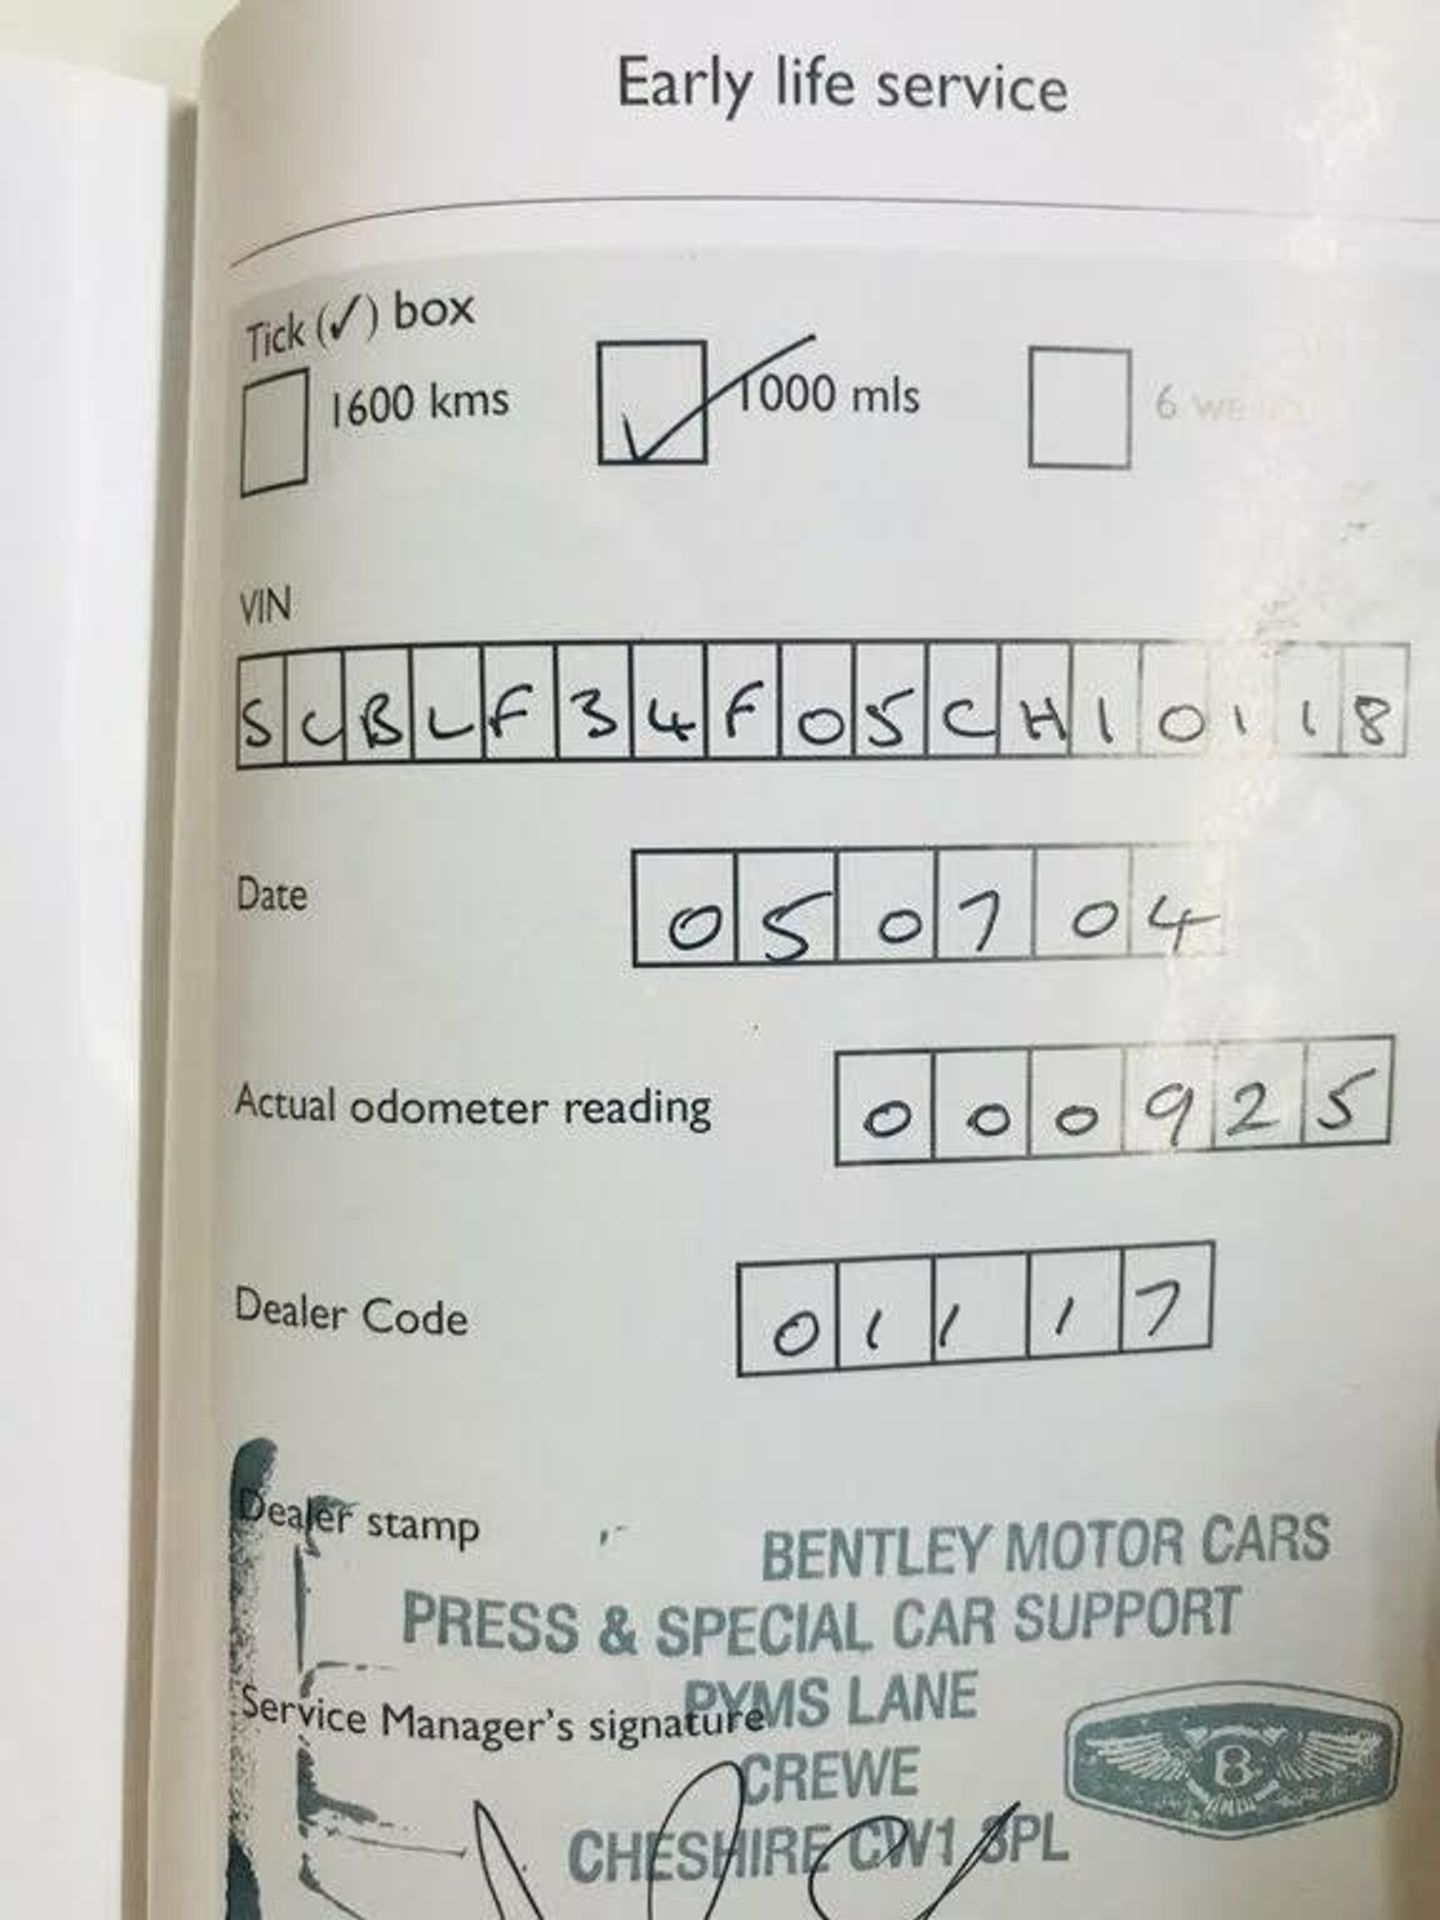 Early life service
Tick (✓) box
1600 kms ✓ 1000 mls 6
VIN
SCBLF34F05CH10118
Date 050704
Actual odometer reading 000925
Dealer Code 01117
Dealer stamp
BENTLEY MOTOR CARS
PRESS & SPECIAL CAR SUPPORT
PYMS LANE
Service Manager's signature
CREWE
CHESHIRE CW1 3PL
B